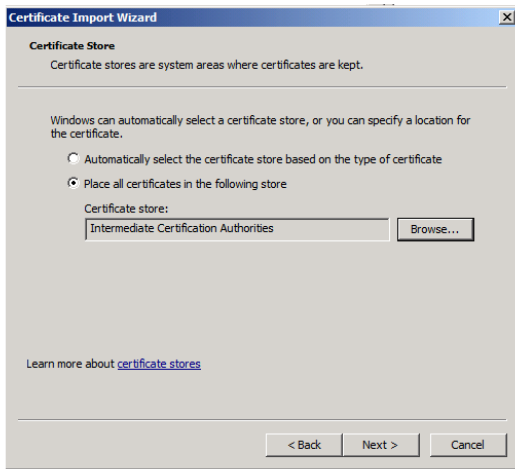 Certificate Import Wizard
Certificate Store
Certificate stores are system areas where certificates are kept.
Windows can automatically select a certificate store, or you can specify a location for
the certificate.
Automatically select the certificate store based on the type of certificate
Place all certificates in the following store
Certificate store:
Intermediate Certification Authorities
Browse...
Learn more about certificate stores
< Back
Next >
Cancel